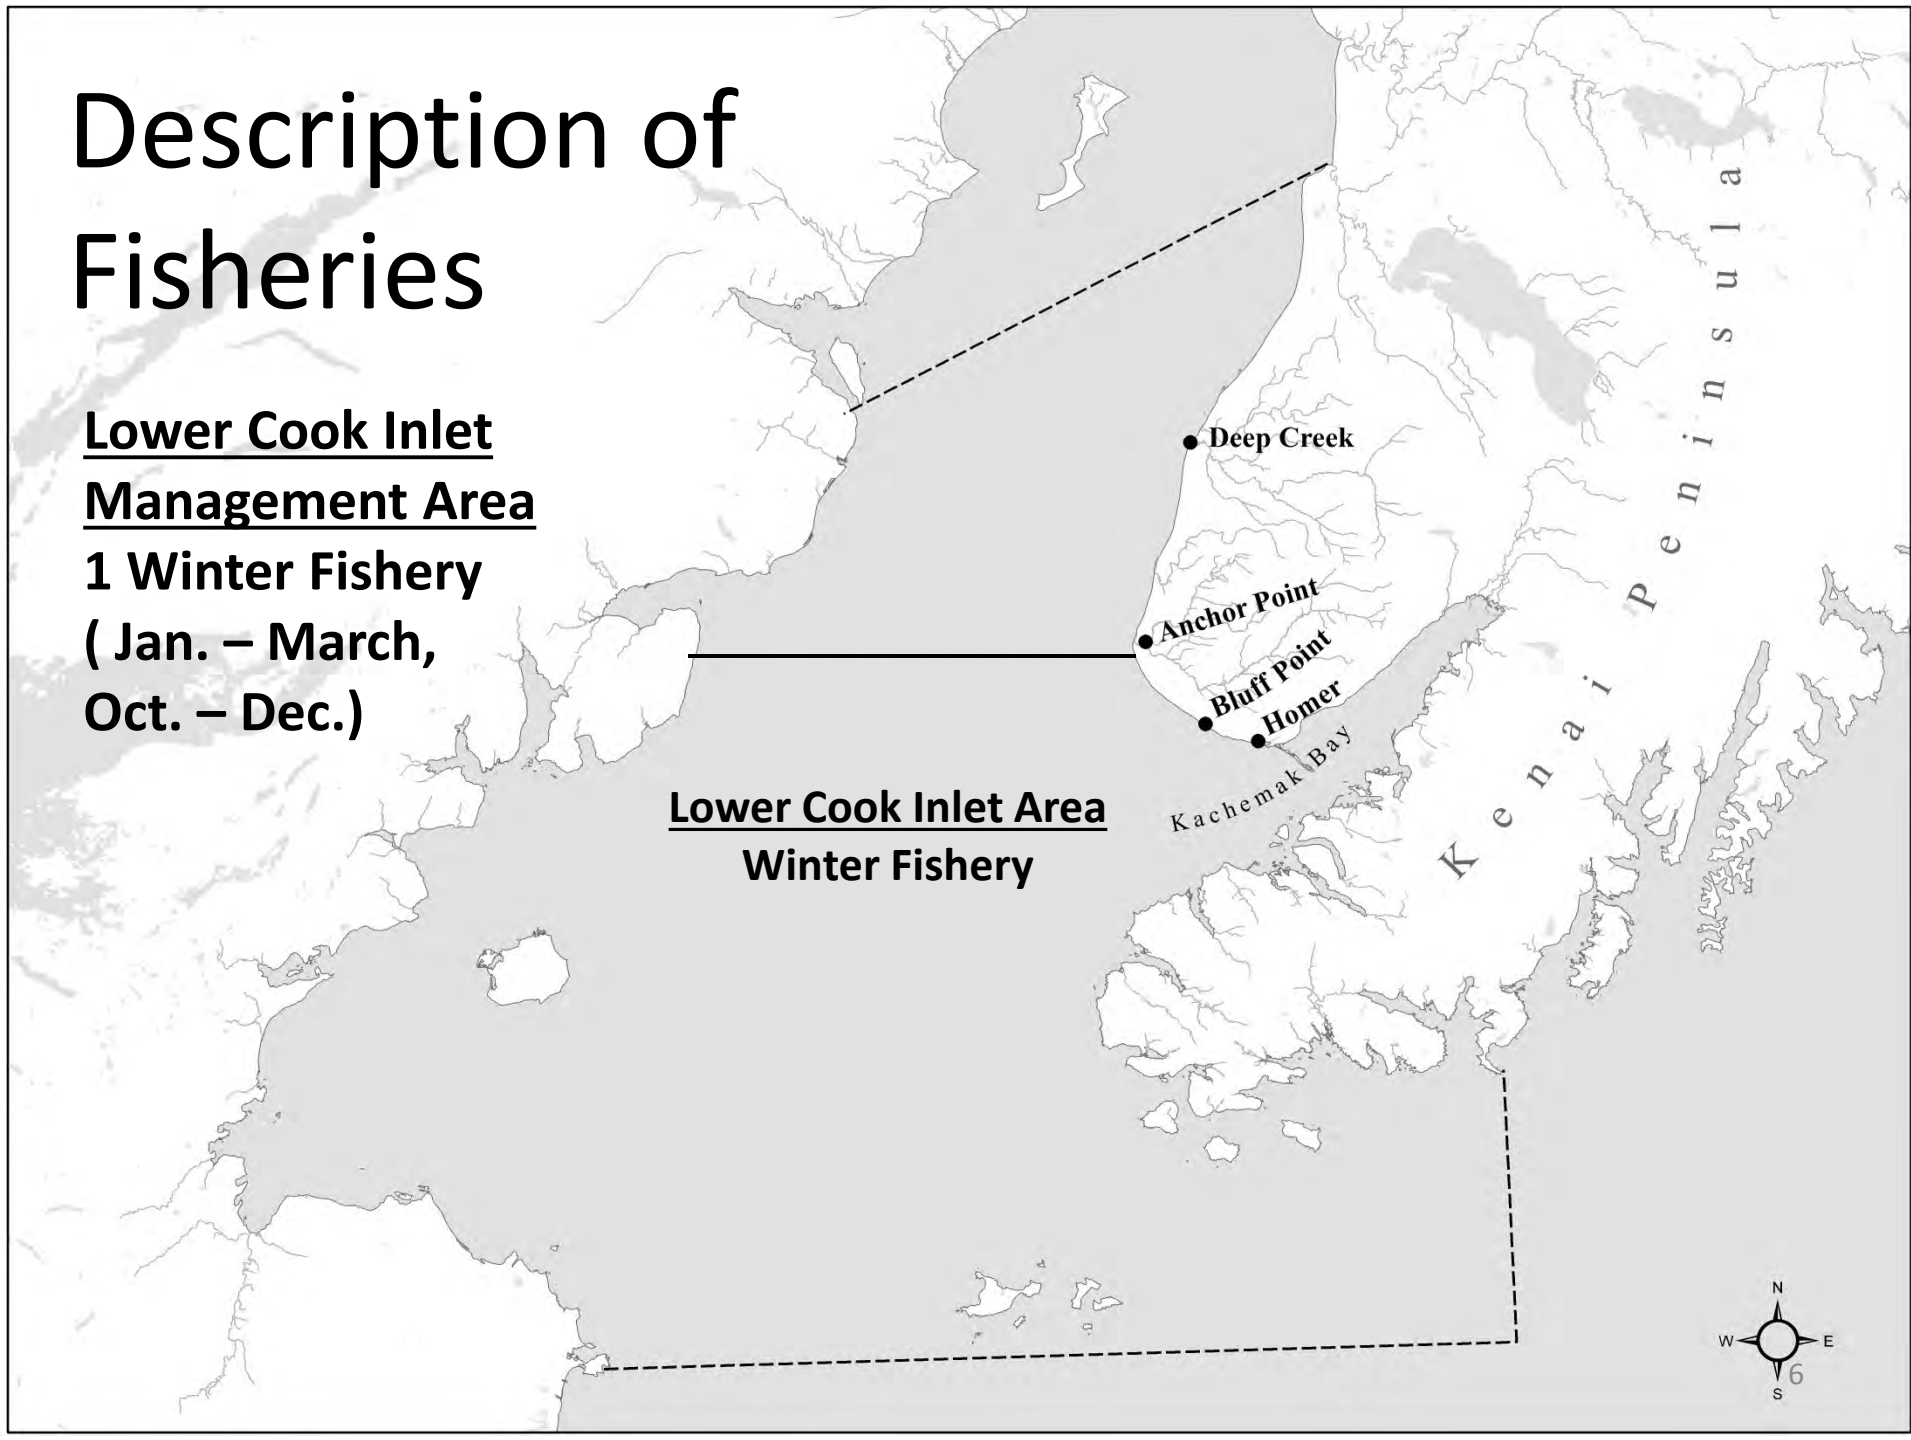 Description of
Fisheries
Lower Cook Inlet
Management Area
1 Winter Fishery
( Jan. – March,
Oct. – Dec.)
Deep Creek
Anchor Point
Bluff Point
Homer
Kachemak Bay
Kenai Peninsula
Lower Cook Inlet Area
Winter Fishery
N
W E
S
6